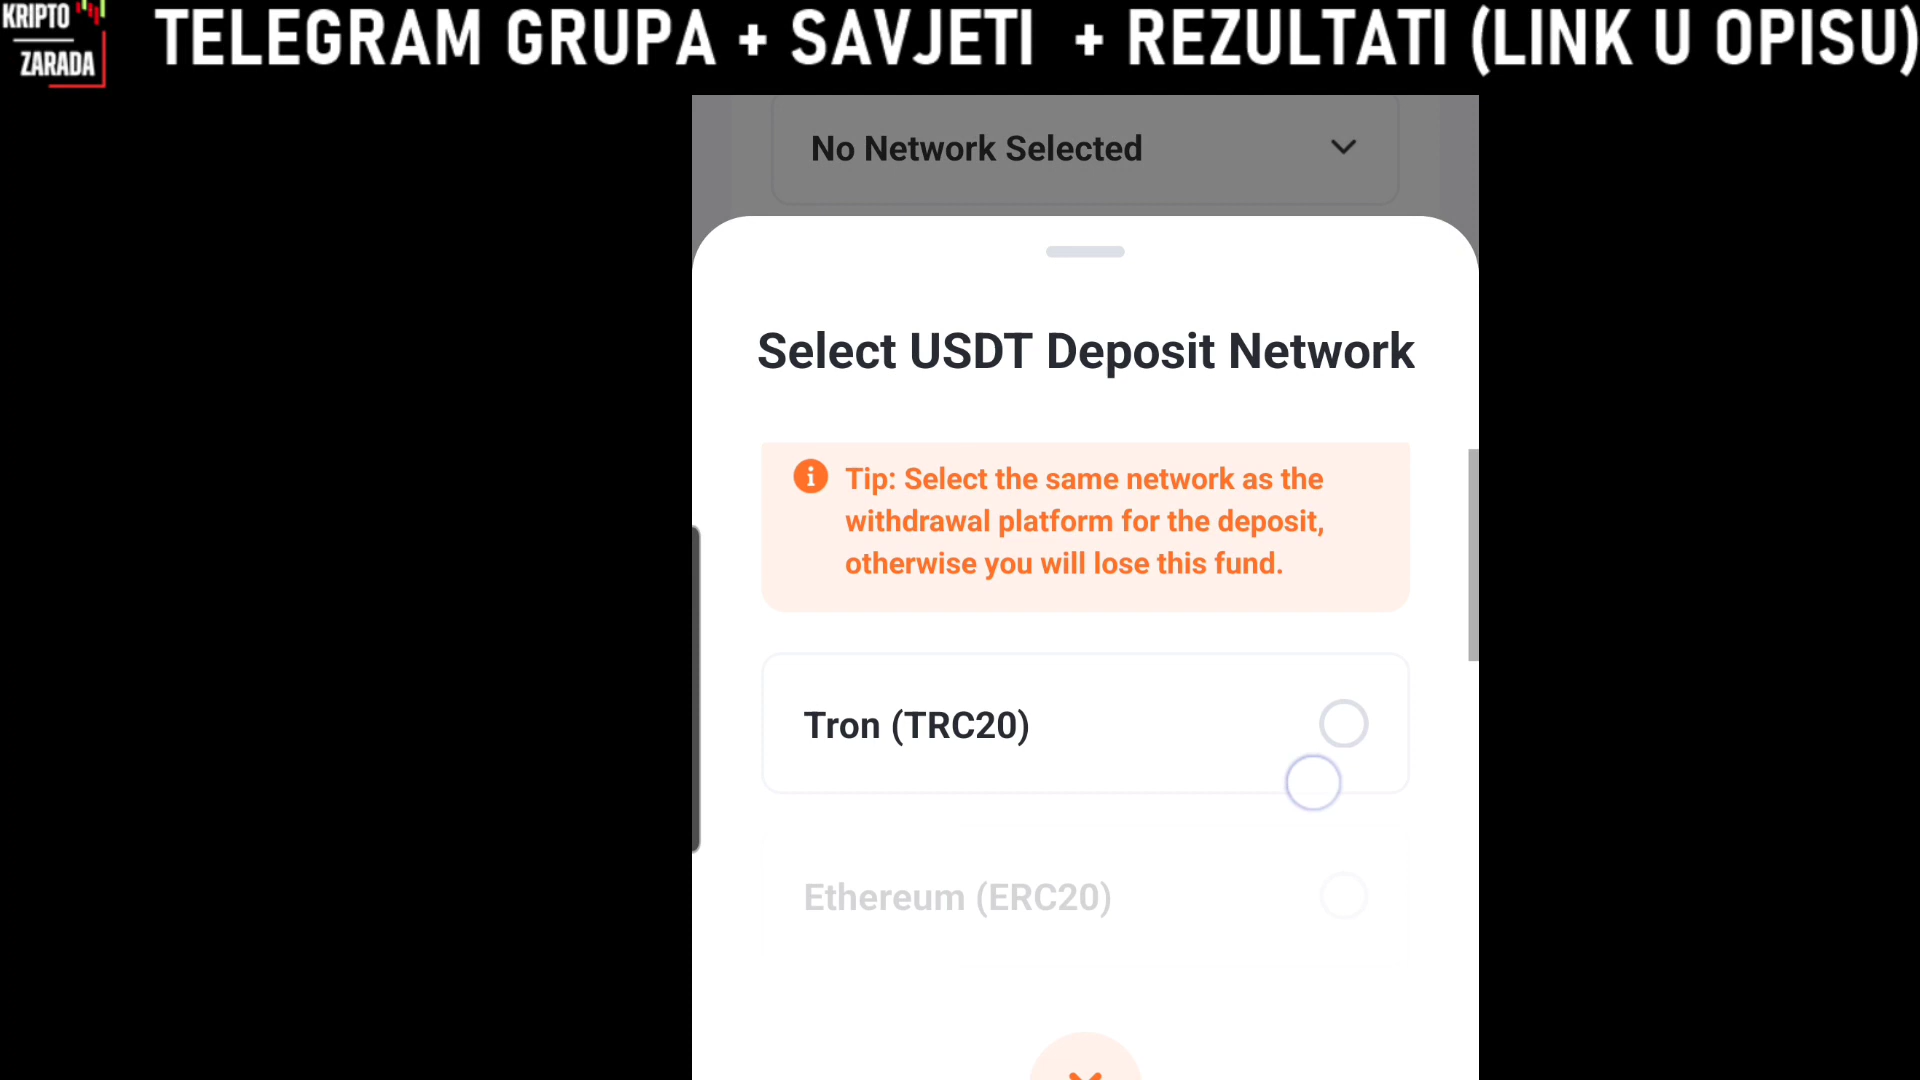 KRIPTO
ZARADA
TELEGRAM GRUPA + SAVJETI + REZULTATI (LINK U OPISU)
No Network Selected
Select USDT Deposit Network
Tip: Select the same network as the
withdrawal platform for the deposit,
otherwise you will lose this fund.
Tron (TRC20)
Ethereum (ERC20)